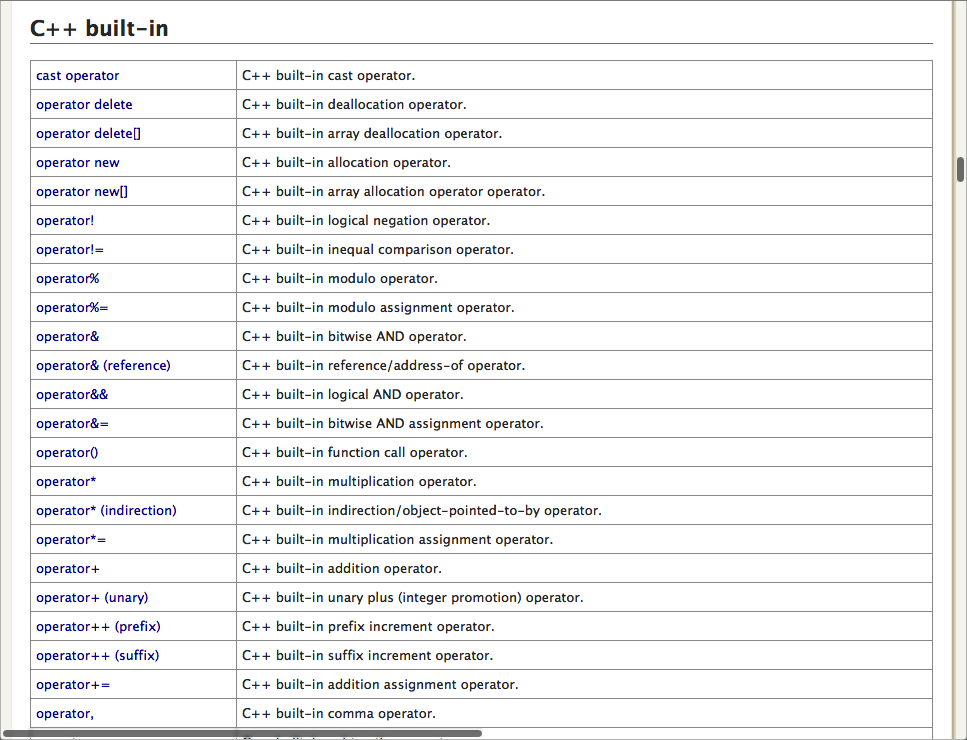 C++ built-in
cast operator C++ built-in cast operator.
operator delete C++ built-in deallocation operator.
operator delete[] C++ built-in array deallocation operator.
operator new C++ built-in allocation operator.
operator new[] C++ built-in array allocation operator operator.
operator! C++ built-in logical negation operator.
operator!= C++ built-in inequal comparison operator.
operator% C++ built-in modulo operator.
operator%= C++ built-in modulo assignment operator.
operator& C++ built-in bitwise AND operator.
operator& (reference) C++ built-in reference/address-of operator.
operator&& C++ built-in logical AND operator.
operator&= C++ built-in bitwise AND assignment operator.
operator() C++ built-in function call operator.
operator* C++ built-in multiplication operator.
operator* (indirection) C++ built-in indirection/object-pointed-to-by operator.
operator*= C++ built-in multiplication assignment operator.
operator+ C++ built-in addition operator.
operator+ (unary) C++ built-in unary plus (integer promotion) operator.
operator++ (prefix) C++ built-in prefix increment operator.
operator++ (suffix) C++ built-in suffix increment operator.
operator+= C++ built-in addition assignment operator.
operator, C++ built-in comma operator.